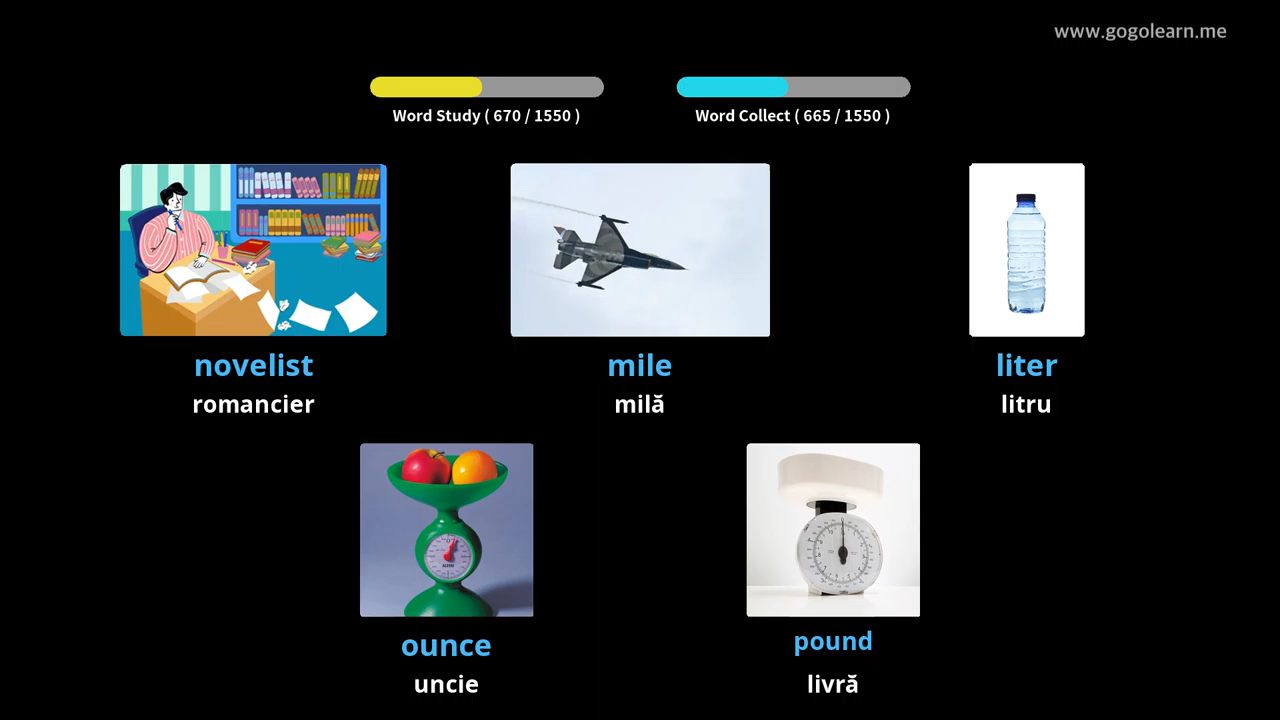 www.gogolearn.me
Word Study ( 670 / 1550 )
Word Collect ( 665 / 1550 )
novelist
romancier
mile
milă
liter
litru
ounce
uncie
pound
livră